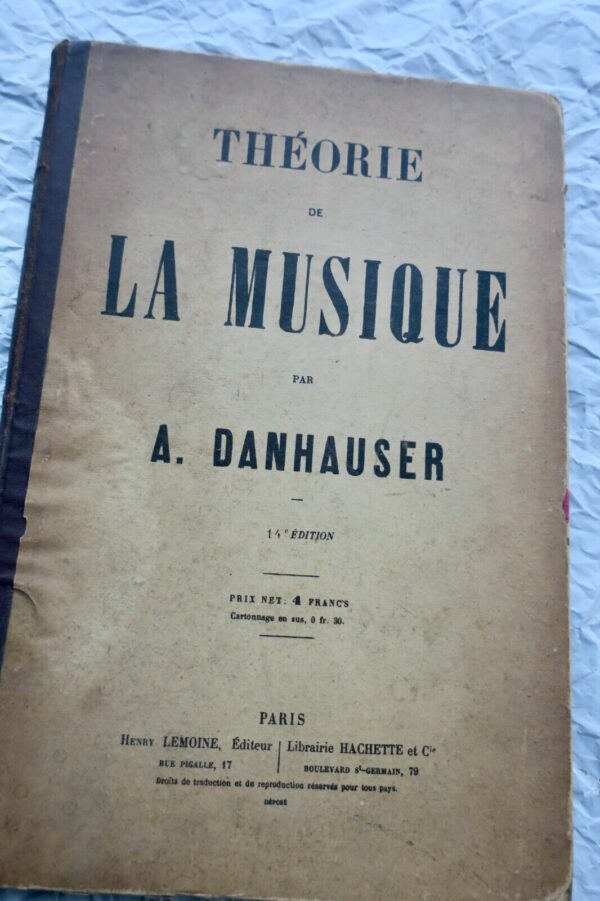 THÉORIE
DE
LA MUSIQUE
PAR
A. DANHAUSER
14e ÉDITION
PRIX NET: 4 FRANCS
Cartonnage en sus, 0 fr. 30.
PARIS
HENRY LEMOINE, Éditeur
RUE PIGALLE, 17
Librairie HACHETTE et Cie
BOULEVARD St-GERMAIN, 79
Droits de traduction et de reproduction réservés pour tous pays.
DÉPOSÉ